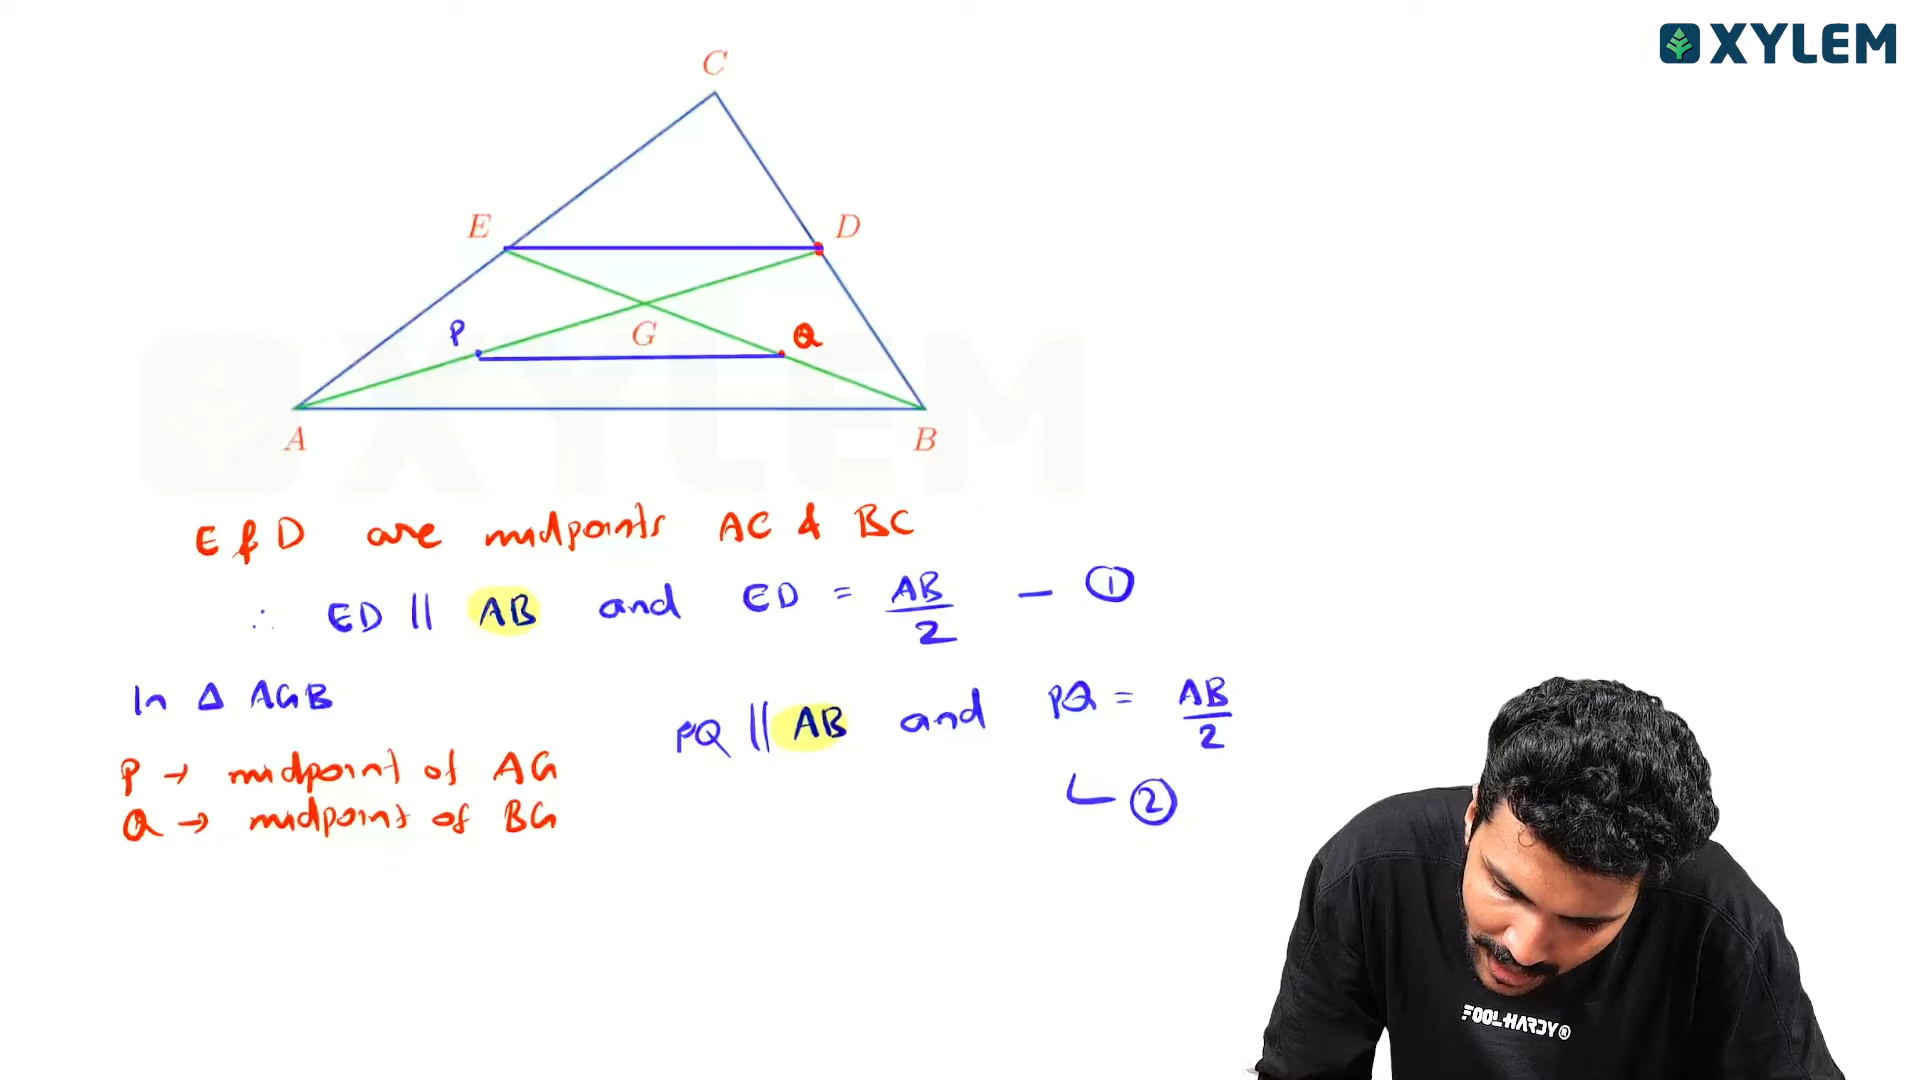 XYLEM
C
E
D
P
G
Q
A
B
E & D are midpoints AC & BC
∴ ED || AB and ED = AB/2 — ①
In Δ AGB
PQ || AB and PQ = AB/2
P → midpoint of AG
② 
Q → midpoint of BG
FOOL-HARDY®